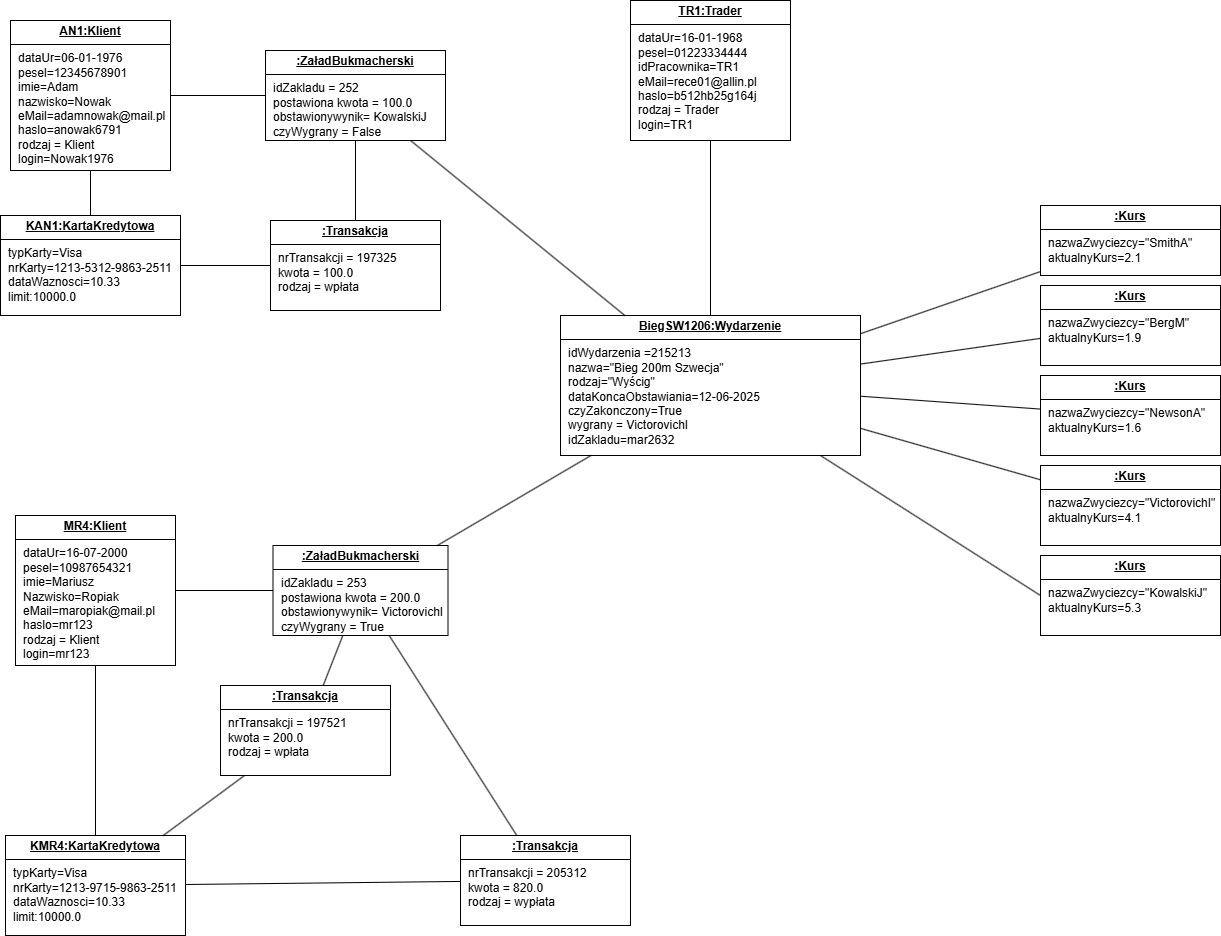 AN1:Klient
dataUr=06-01-1976
pesel=12345678901
imie=Adam
nazwisko=Nowak
eMail=adamnowak@mail.pl
haslo=anowak6791
rodzaj = Klient
login=Nowak1976
:ZaładBukmacherski
idZakladu = 252
postawiona kwota = 100.0
obstawionywynik= KowalskiJ
czyWygrany = False
TR1:Trader
dataUr=16-01-1968
pesel=01223334444
idPracownika=TR1
eMail=rece01@allin.pl
haslo=b512hb25g164j
rodzaj = Trader
login=TR1
KAN1:KartaKredytowa
typKarty=Visa
nrKarty=1213-5312-9863-2511
dataWaznosci=10.33
limit:10000.0
:Transakcja
nrTransakcji = 197325
kwota = 100.0
rodzaj = wpłata
:Kurs
nazwaZwyciezcy="SmithA"
aktualnyKurs=2.1
:Kurs
nazwaZwyciezcy="BergM"
aktualnyKurs=1.9
:Kurs
nazwaZwyciezcy="NewsonA"
aktualnyKurs=1.6
:Kurs
nazwaZwyciezcy="VictorovichI"
aktualnyKurs=4.1
:Kurs
nazwaZwyciezcy="KowalskiJ"
aktualnyKurs=5.3
BiegSW1206:Wydarzenie
idWydarzenia =215213
nazwa="Bieg 200m Szwecja"
rodzaj="Wyścig"
dataKoncaObstawiania=12-06-2025
czyZakonczony=True
wygrany = VictorovichI
idZakladu=mar2632
MR4:Klient
dataUr=16-07-2000
pesel=10987654321
imie=Mariusz
Nazwisko=Ropiak
eMail=maropiak@mail.pl
haslo=mr123
rodzaj = Klient
login=mr123
:ZaładBukmacherski
idZakladu = 253
postawiona kwota = 200.0
obstawionywynik= VictorovichI
czyWygrany = True
:Transakcja
nrTransakcji = 197521
kwota = 200.0
rodzaj = wpłata
KMR4:KartaKredytowa
typKarty=Visa
nrKarty=1213-9715-9863-2511
dataWaznosci=10.33
limit:10000.0
:Transakcja
nrTransakcji = 205312
kwota = 820.0
rodzaj = wypłata